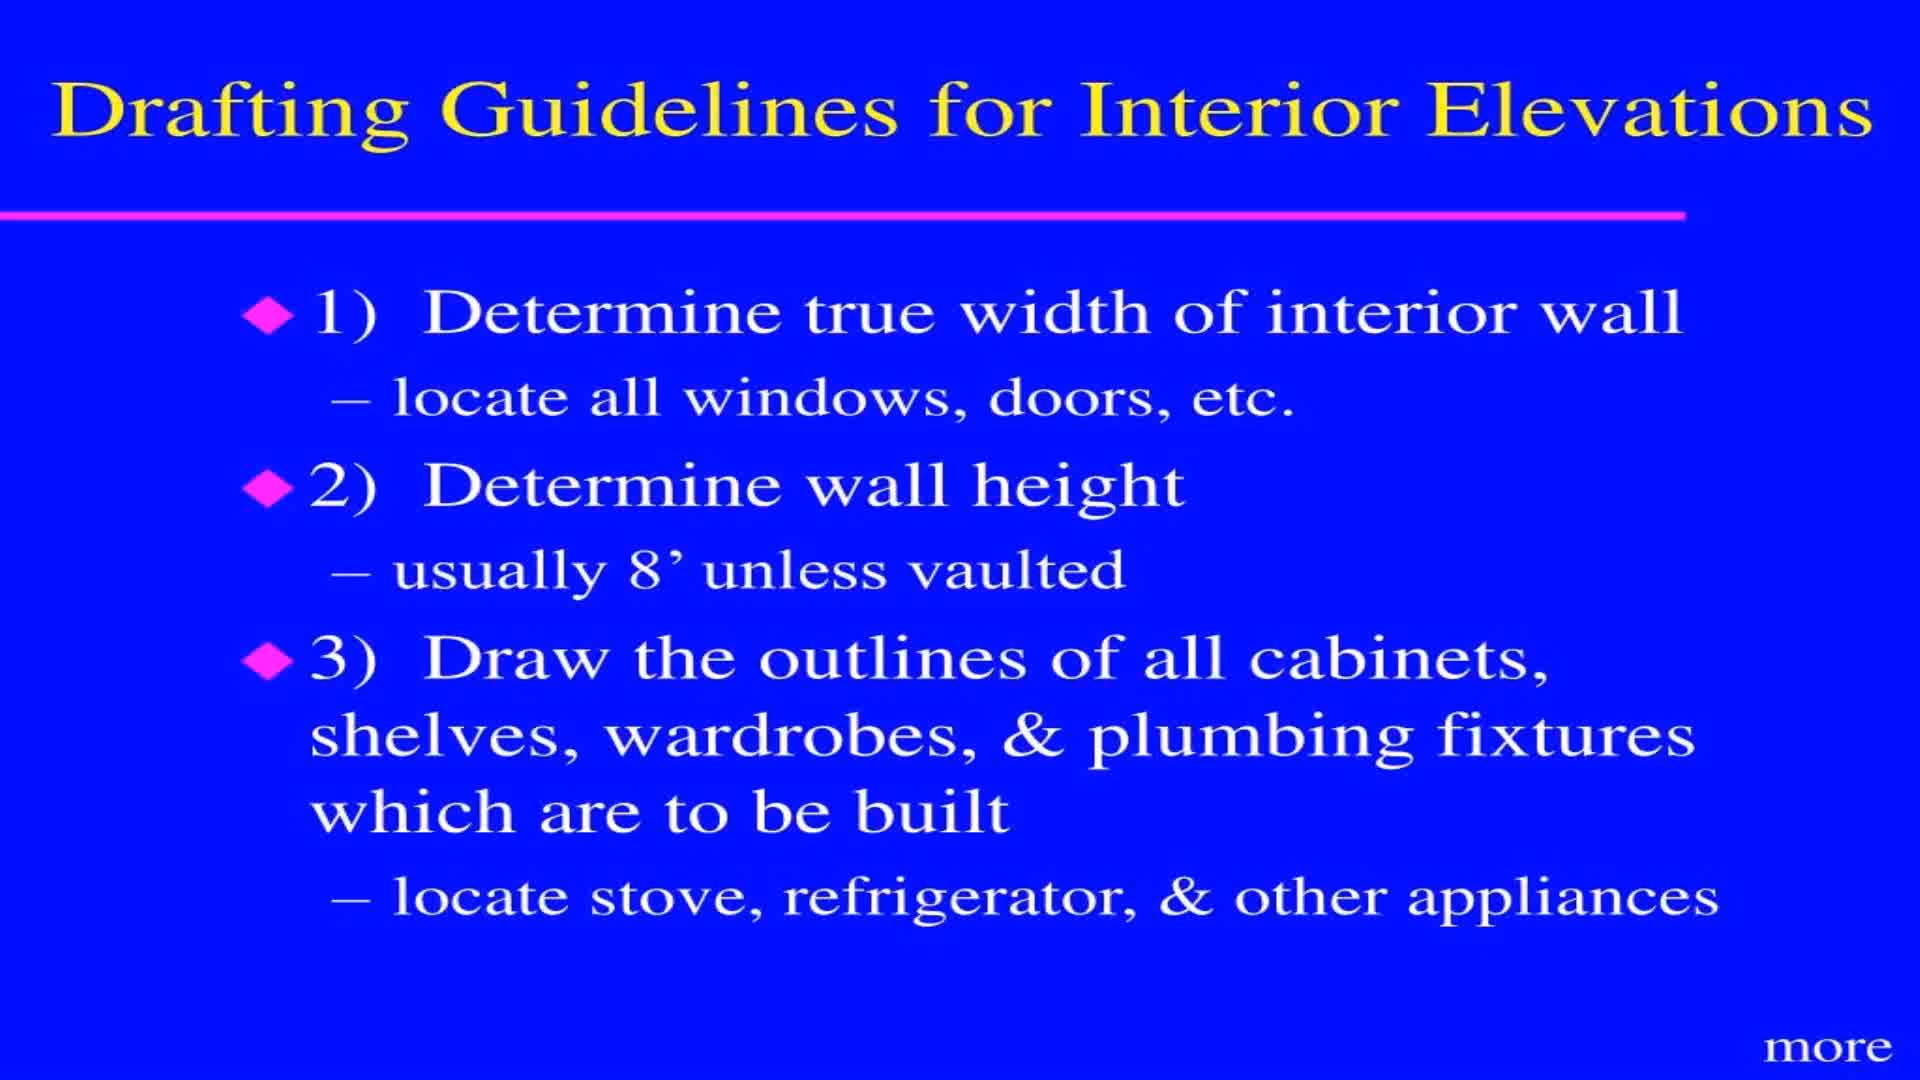 Drafting Guidelines for Interior Elevations
1) Determine true width of interior wall
– locate all windows, doors, etc.
2) Determine wall height
– usually 8’ unless vaulted
3) Draw the outlines of all cabinets,
shelves, wardrobes, & plumbing fixtures
which are to be built
– locate stove, refrigerator, & other appliances
more